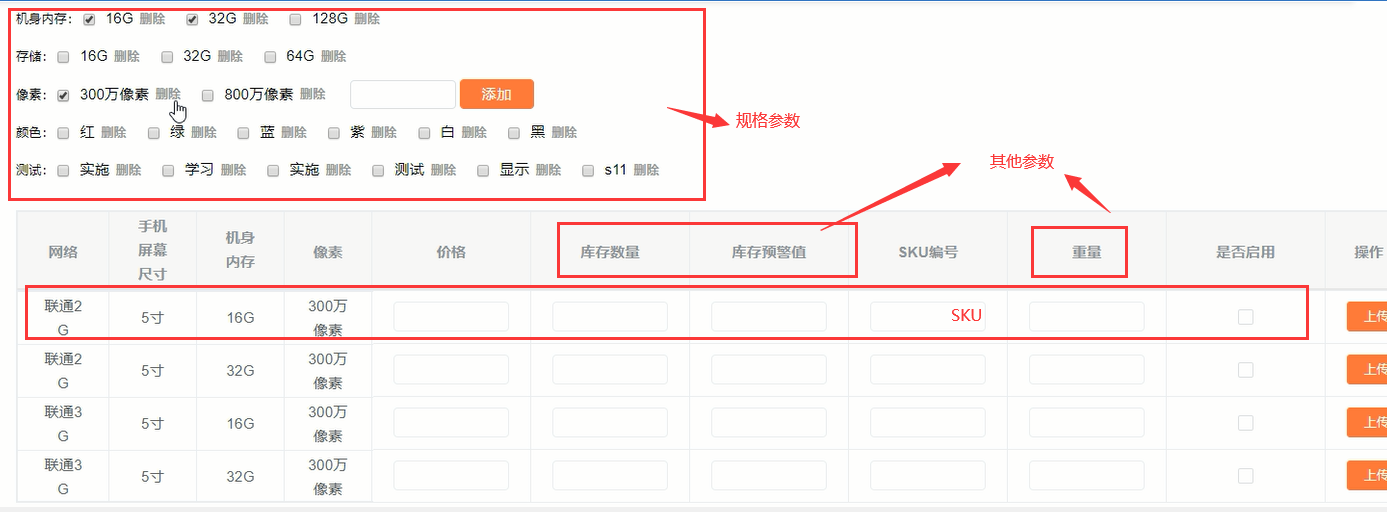 机身内存: 16G 删除 32G 删除 128G 删除
存储: 16G 删除 32G 删除 64G 删除
像素: 300万像素 删除 800万像素 删除 添加
规格参数
颜色: 红 删除 绿 删除 蓝 删除 紫 删除 白 删除 黑 删除
其他参数
测试: 实施 删除 学习 删除 实施 删除 测试 删除 显示 删除 s11 删除
网络 手机 屏幕 尺寸 机身 内存 像素 价格 库存数量 库存预警值 SKU编号 重量 是否启用 操作
联通2 G 5寸 16G 300万 像素 SKU 上传
联通2 G 5寸 32G 300万 像素 上传
联通3 G 5寸 16G 300万 像素 上传
联通3 G 5寸 32G 300万 像素 上传